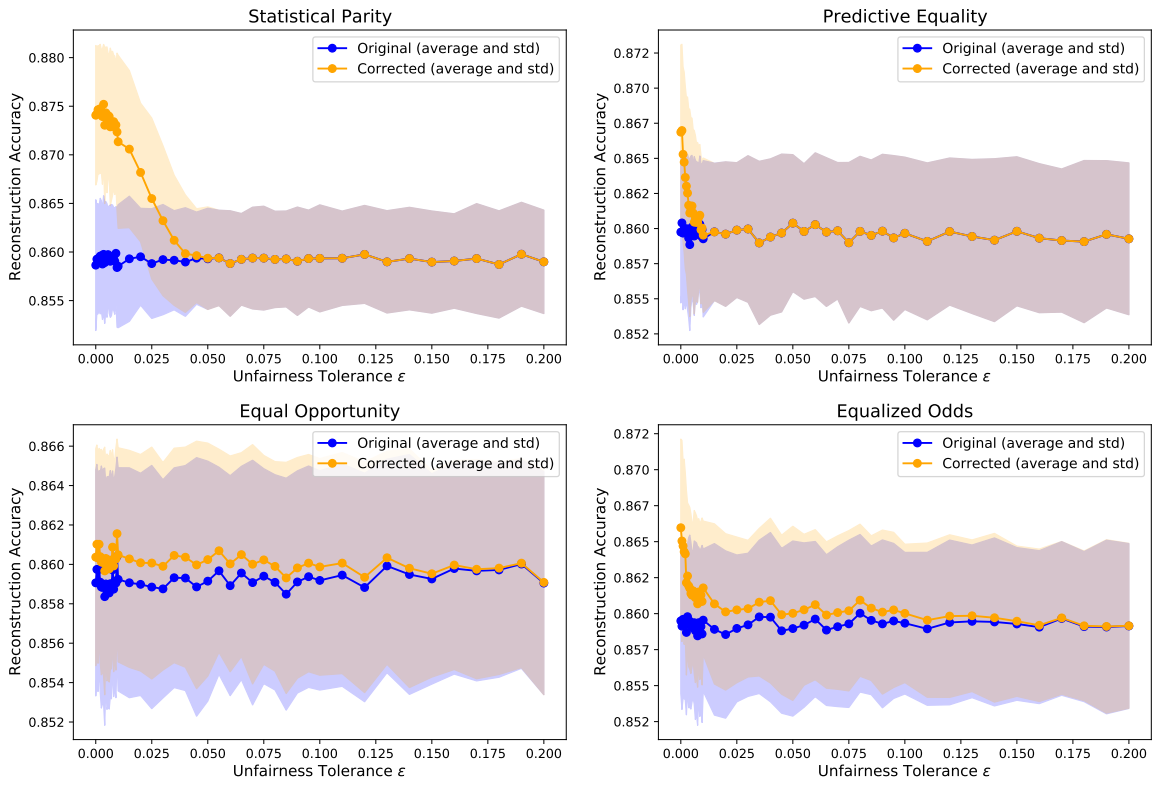 Statistical Parity
Reconstruction Accuracy
0.880
0.875
0.870
0.865
0.860
0.855
Original (average and std)
Corrected (average and std)
0.000 0.025 0.050 0.075 0.100 0.125 0.150 0.175 0.200
Unfairness Tolerance ε
Predictive Equality
Reconstruction Accuracy
0.872
0.870
0.867
0.865
0.862
0.860
0.857
0.855
0.852
Original (average and std)
Corrected (average and std)
0.000 0.025 0.050 0.075 0.100 0.125 0.150 0.175 0.200
Unfairness Tolerance ε
Equal Opportunity
Reconstruction Accuracy
0.866
0.864
0.862
0.860
0.858
0.856
0.854
0.852
Original (average and std)
Corrected (average and std)
0.000 0.025 0.050 0.075 0.100 0.125 0.150 0.175 0.200
Unfairness Tolerance ε
Equalized Odds
Reconstruction Accuracy
0.872
0.870
0.867
0.865
0.862
0.860
0.857
0.855
0.852
Original (average and std)
Corrected (average and std)
0.000 0.025 0.050 0.075 0.100 0.125 0.150 0.175 0.200
Unfairness Tolerance ε